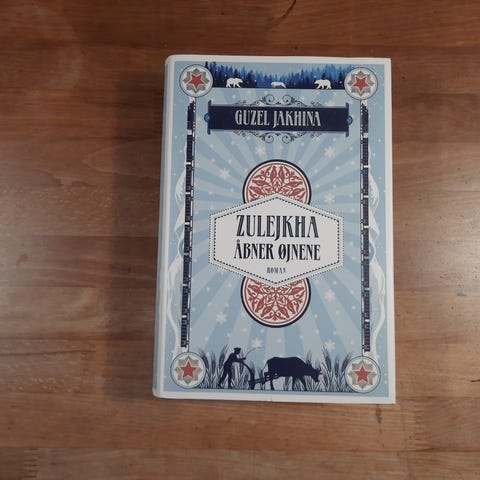 GUZEL JAKHINA
ZULEJKHA
ÅBNER ØJNENE
ROMAN